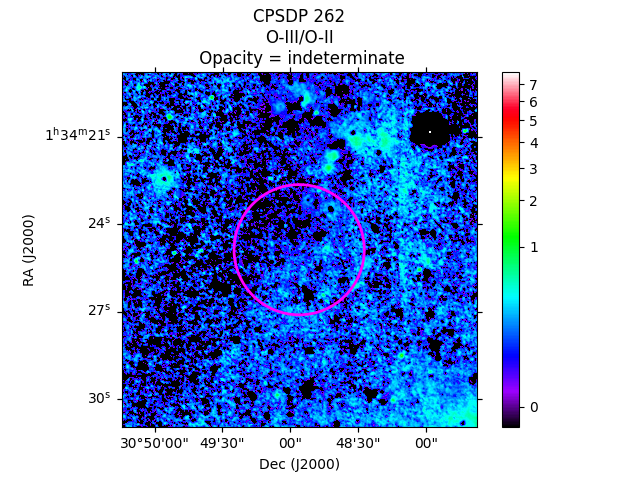 CPSDP 262
O-III/O-II
Opacity = indeterminate
7
6
5
4
3
2
1
0
1ʰ34ᵐ21ˢ
24ˢ
27ˢ
30ˢ
RA (J2000)
30°50'00" 49'30" 00" 48'30" 00"
Dec (J2000)